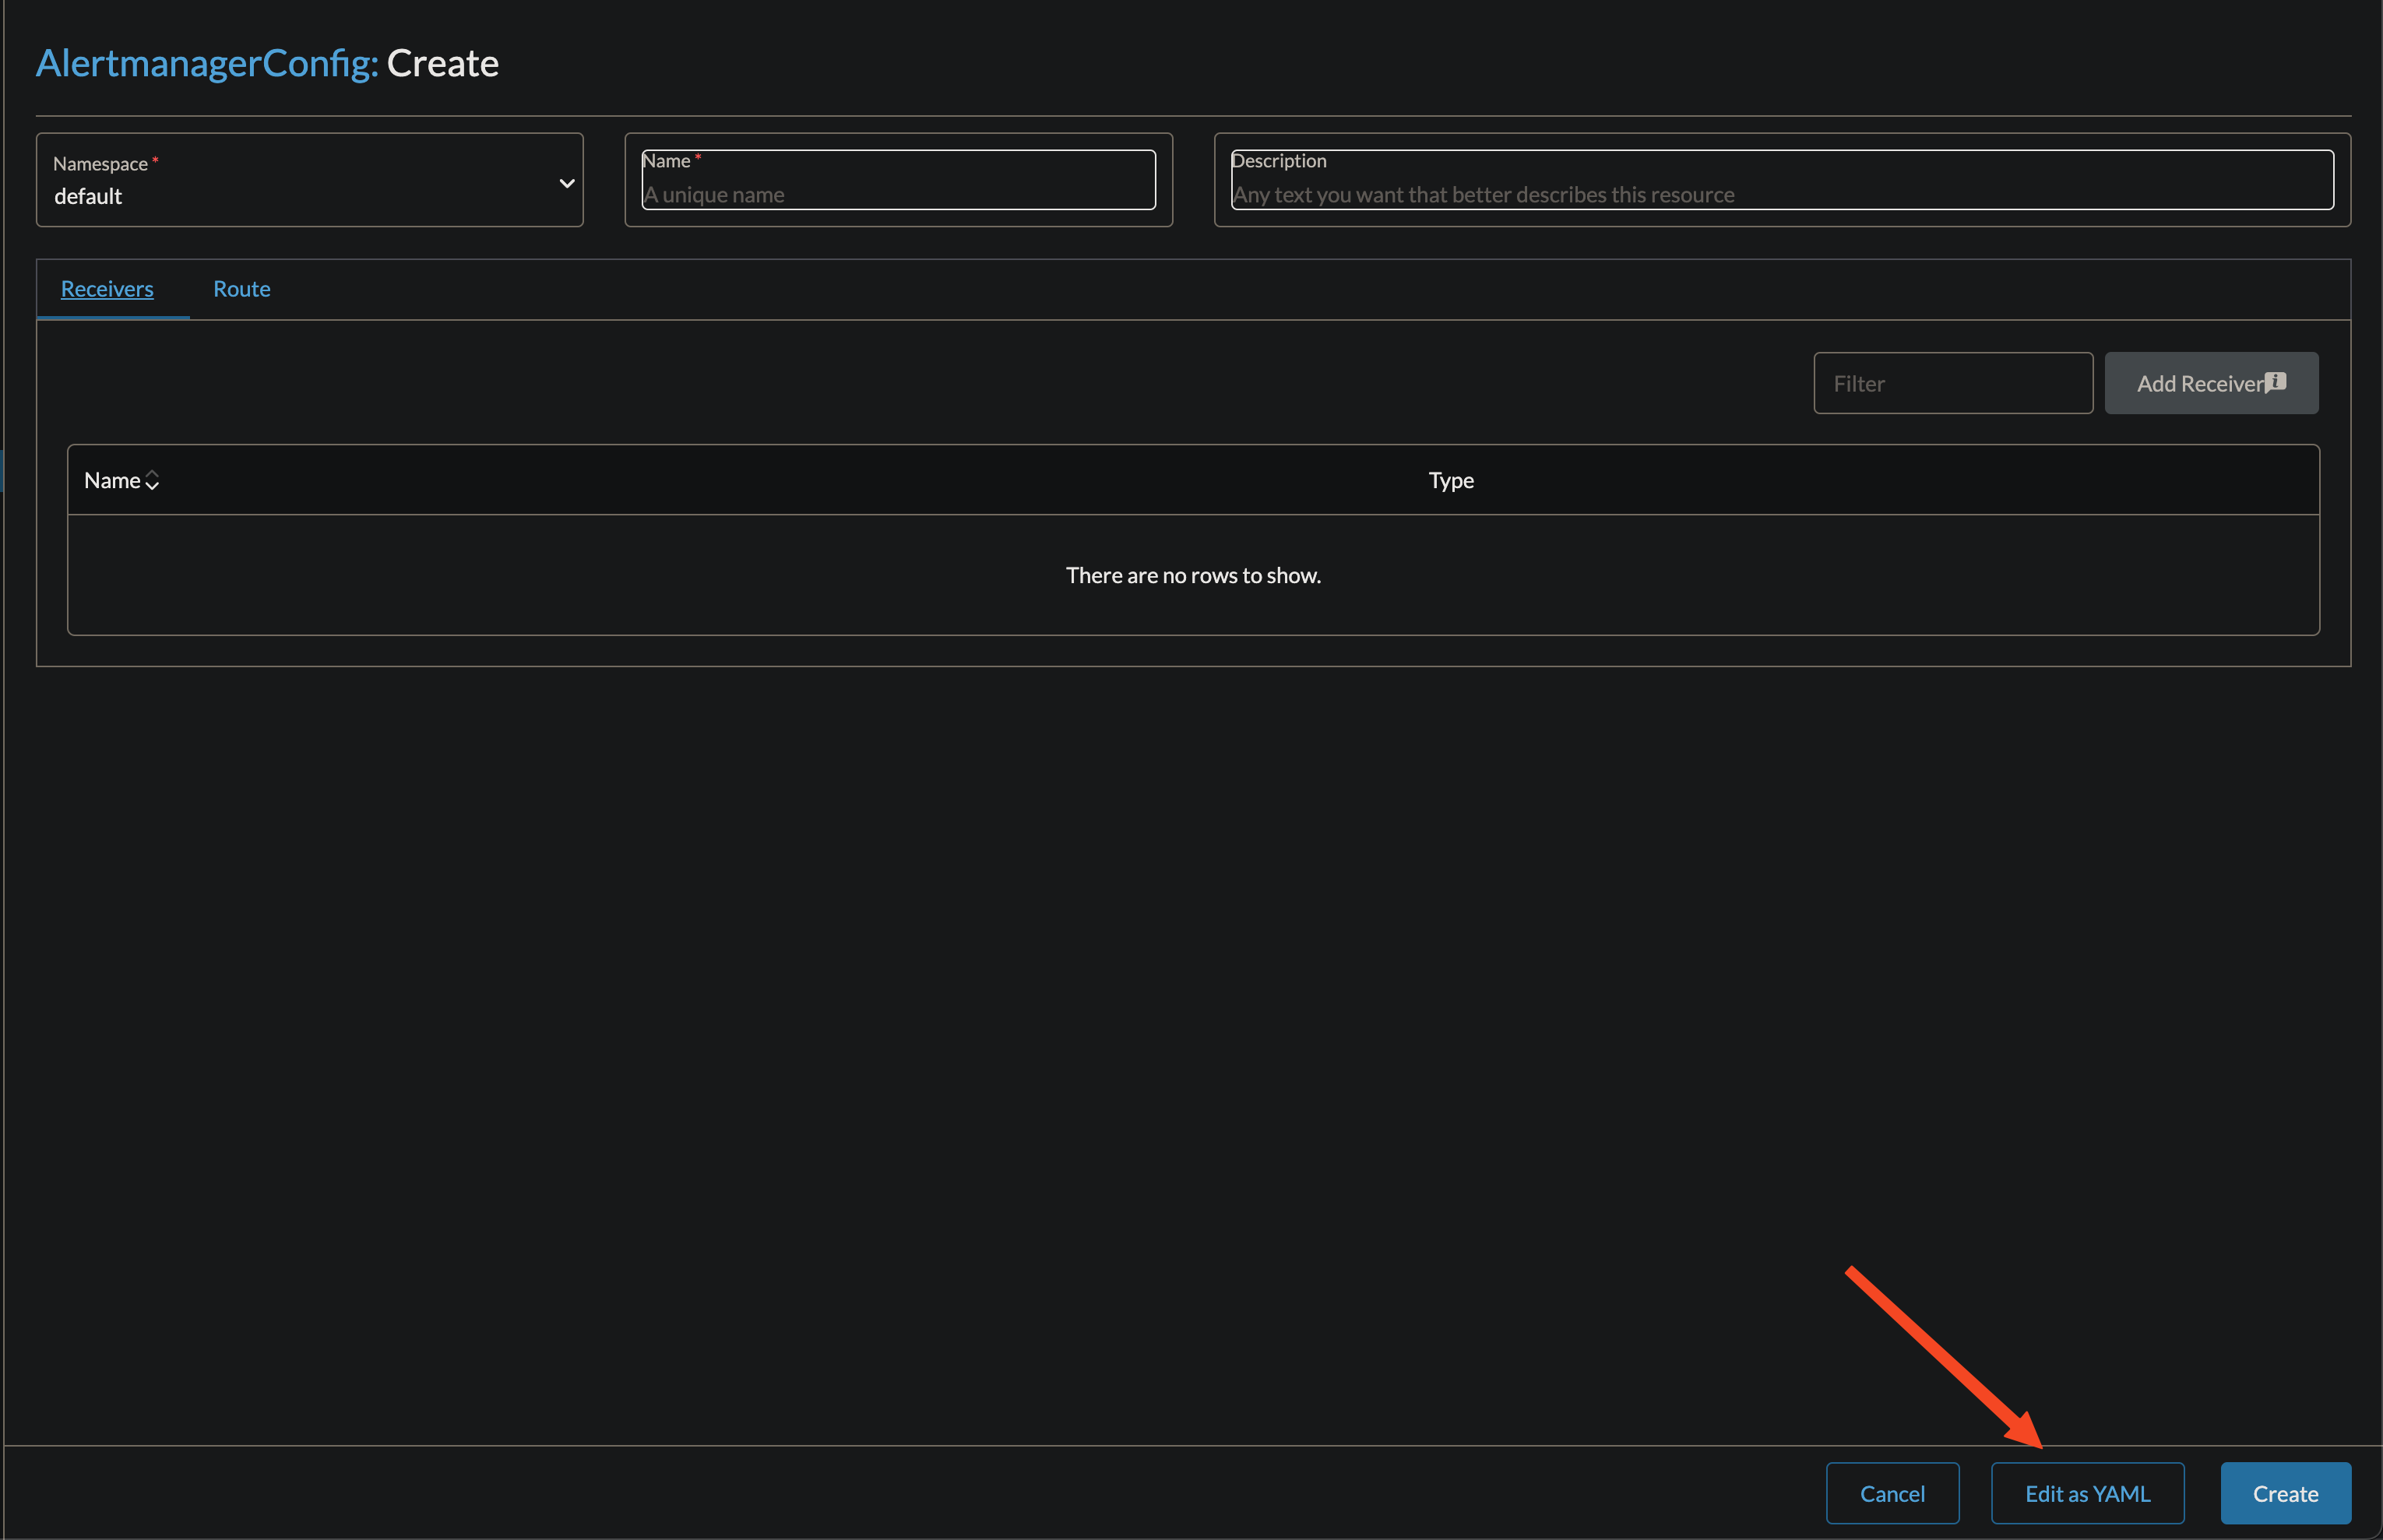 AlertmanagerConfig: Create
Namespace *
default
Name *
A unique name
Description
Any text you want that better describes this resource
Receivers
Route
Filter
Add Receiver
Name
Type
There are no rows to show.
Cancel
Edit as YAML
Create